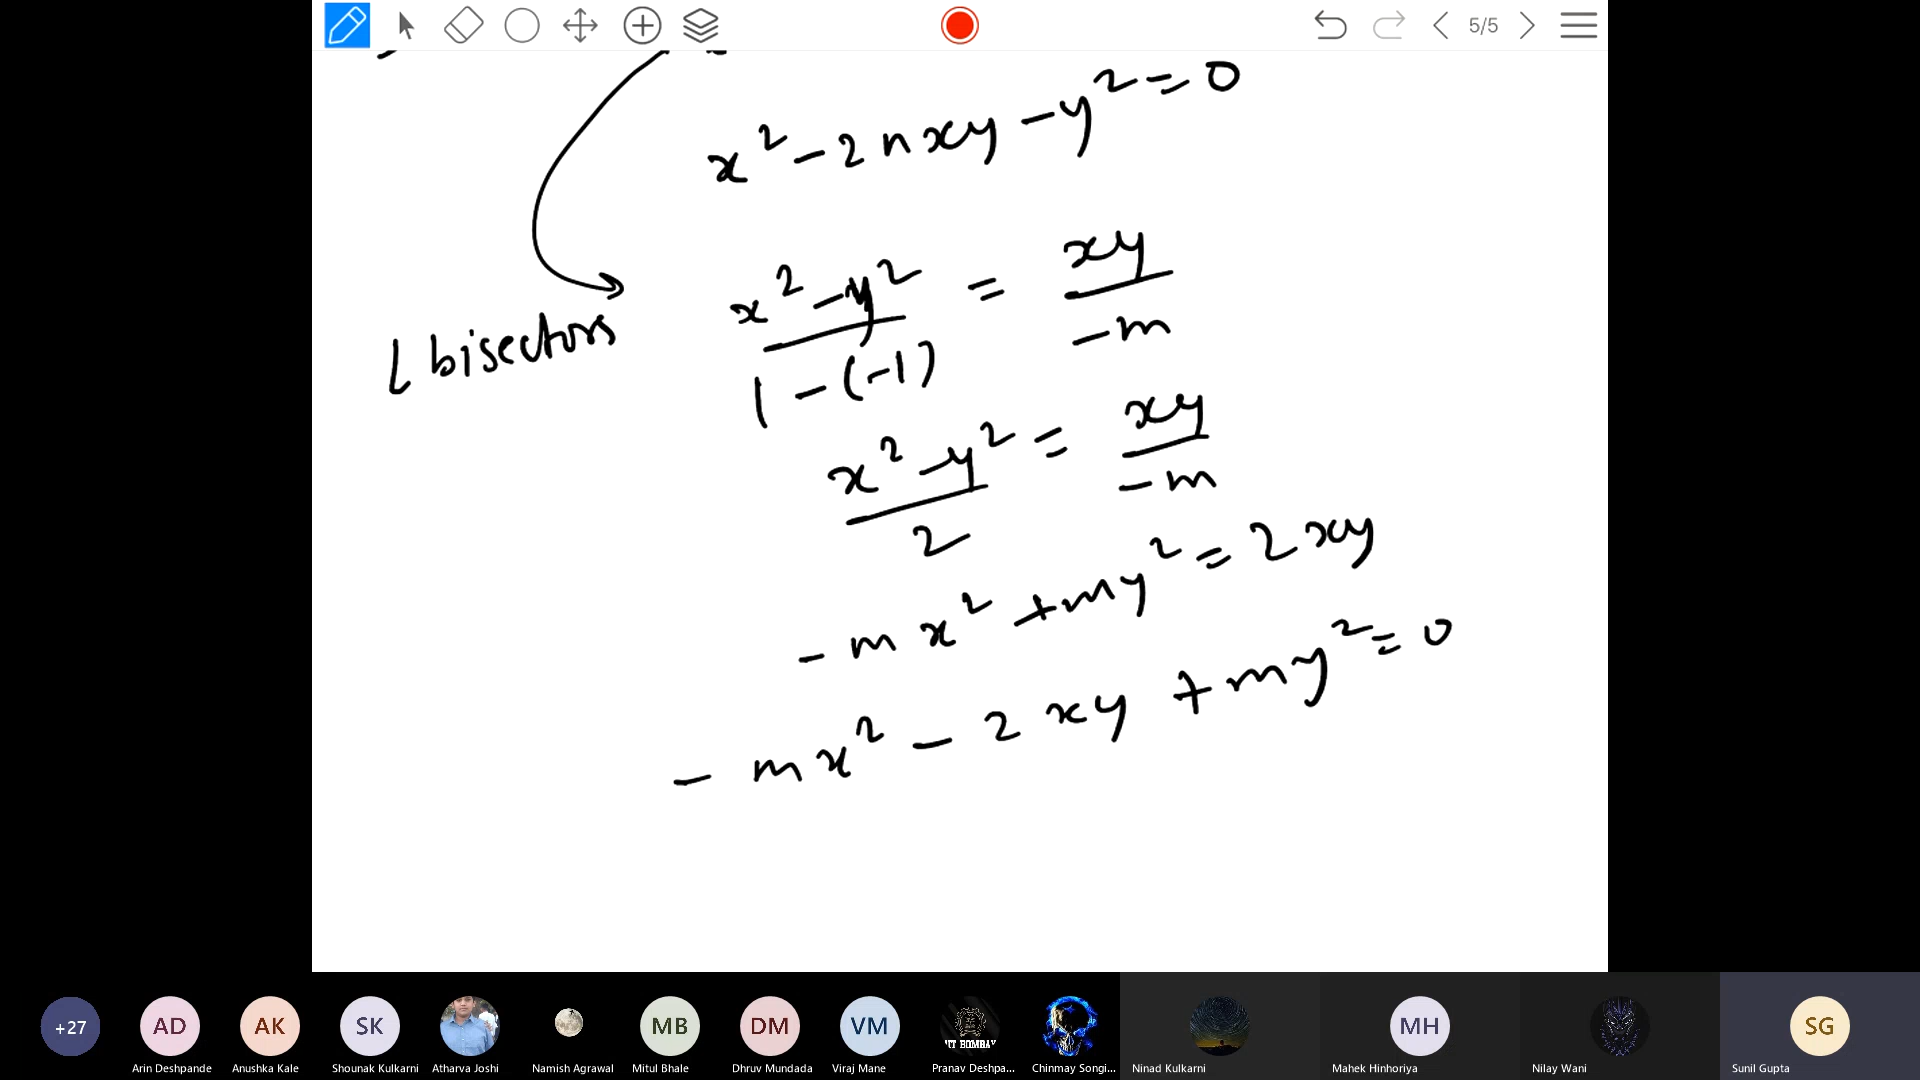 5/5
x² - 2nxy - y² = 0
x² - y² / 1 - (-1) = xy / -m
∠ bisectors
x² - y² / 2 = xy / -m
- mx² + my² = 2xy
- mx² - 2xy + my² = 0
+27
AD
AK
SK
MB
DM
VM
IIT BOMBAY
MH
SG
Arin Deshpande
Anushka Kale
Shounak Kulkarni
Atharva Joshi
Namish Agrawal
Mitul Bhale
Dhruv Mundada
Viraj Mane
Pranav Deshpa...
Chinmay Songi...
Ninad Kulkarni
Mahek Hinhoriya
Nilay Wani
Sunil Gupta